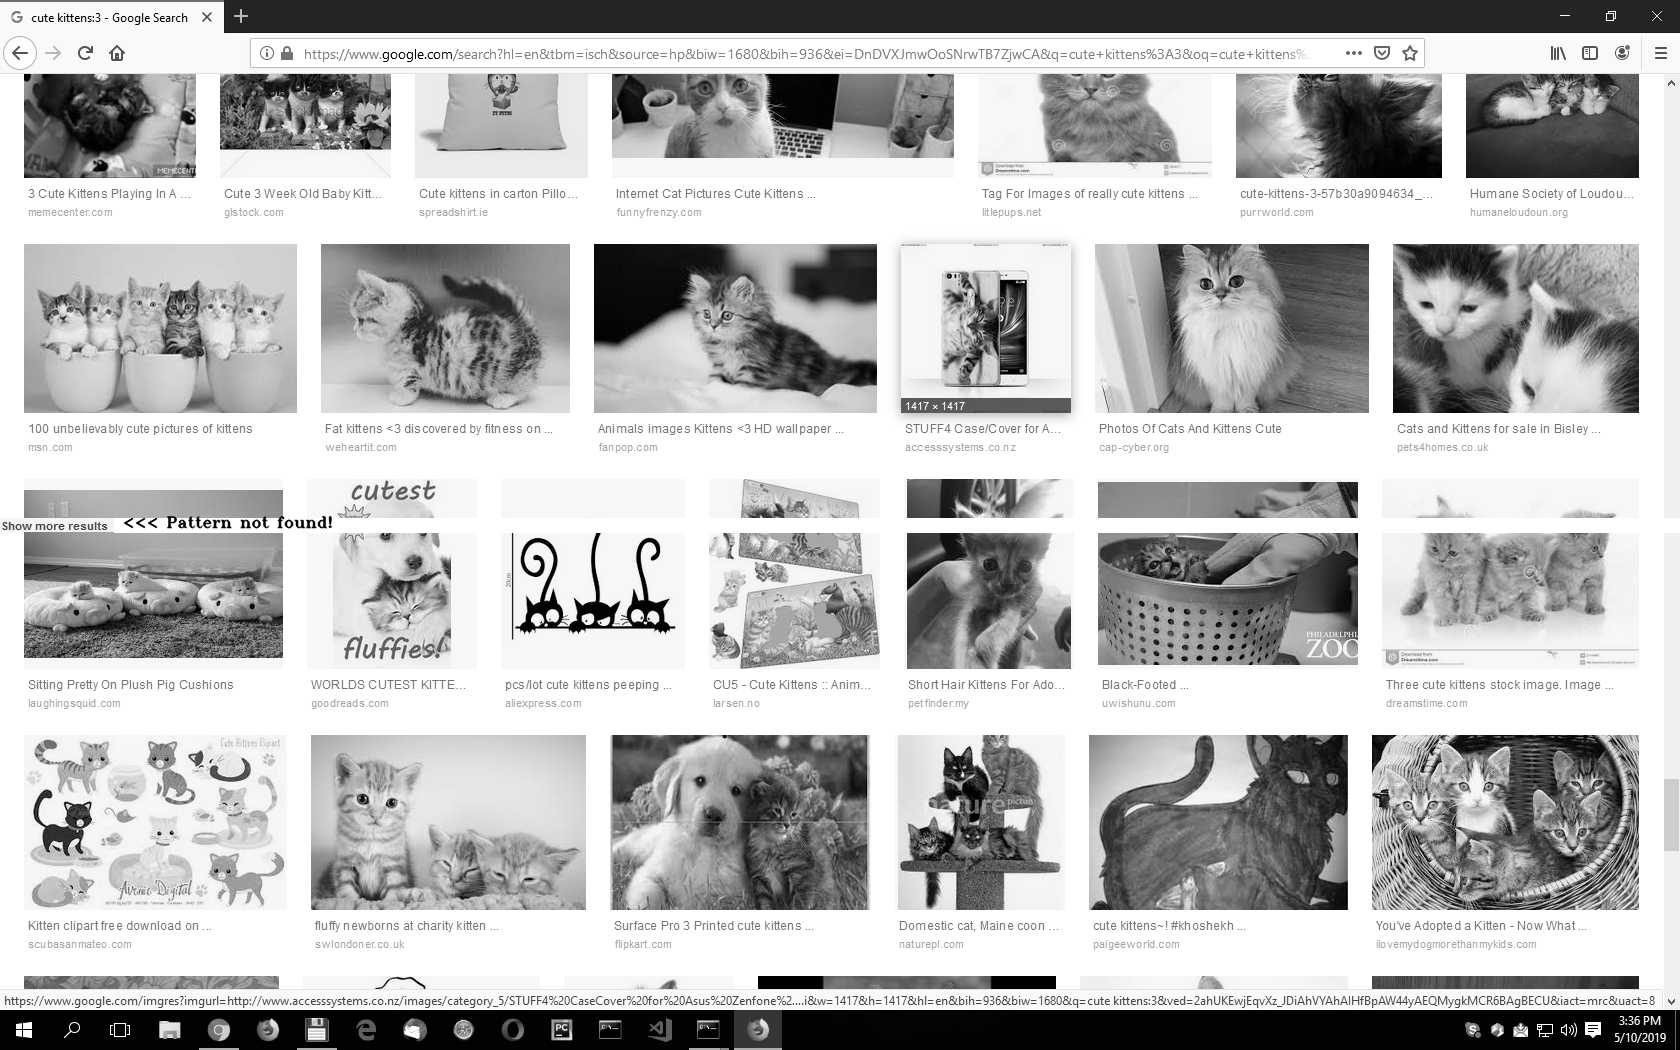 cute kittens:3 - Google Search
https://www.google.com/search?hl=en&tbm=isch&source=hp&biw=1680&bih=936&ei=DnDVXJmwOoSNrwTB7ZjwCA&q=cute+kittens%3A3&oq=cute+kittens%
MEMECENT
IT FITS!
3 Cute Kittens Playing In A ...
Cute 3 Week Old Baby Kitt...
Cute kittens in carton Pillo...
Internet Cat Pictures Cute Kittens ...
Tag For Images of really cute kittens ...
cute-kittens-3-57b30a9094634_...
Humane Society of Loudou...
memecenter.com
glstock.com
spreadshirt.ie
funnyfrenzy.com
litlepups.net
purrworld.com
humaneloudoun.org
1417 × 1417
100 unbelievably cute pictures of kittens
Fat kittens <3 discovered by fitness on ...
Animals images Kittens <3 HD wallpaper ...
STUFF4 Case/Cover for A...
Photos Of Cats And Kittens Cute
Cats and Kittens for sale in Bisley ...
msn.com
weheartit.com
fanpop.com
accesssystems.co.nz
cap-cyber.org
pets4homes.co.uk
cutest
Show more results
<<< Pattern not found!
20cm
fluffies!
PHILADELPHI
ZOO
Sitting Pretty On Plush Pig Cushions
WORLDS CUTEST KITTE...
pcs/lot cute kittens peeping ...
CU5 - Cute Kittens :: Anim...
Short Hair Kittens For Ado...
Black-Footed ...
Three cute kittens stock image. Image ...
laughingsquid.com
goodreads.com
aliexpress.com
larsen.no
petfinder.my
uwishunu.com
dreamstime.com
Cute Kittens Clipart
Avenie Digital
nature picture
Kitten clipart free download on ...
fluffy newborns at charity kitten ...
Surface Pro 3 Printed cute kittens ...
Domestic cat, Maine coon ...
cute kittens~! #khoshekh ...
You've Adopted a Kitten - Now What ...
scubasanmateo.com
swlondoner.co.uk
flipkart.com
naturepl.com
paigeeworld.com
ilovemydogmorethanmykids.com
https://www.google.com/imgres?imgurl=http://www.accesssystems.co.nz/images/category_5/STUFF4%20CaseCover%20for%20Asus%20Zenfone%2....i&w=1417&h=1417&hl=en&bih=936&biw=1680&q=cute kittens:3&ved=2ahUKEwjEqvXz_JDiAhVYAhAIHfBpAW44yAEQMygkMCR6BAgBECU&iact=mrc&uact=8
PC
3:36 PM
5/10/2019